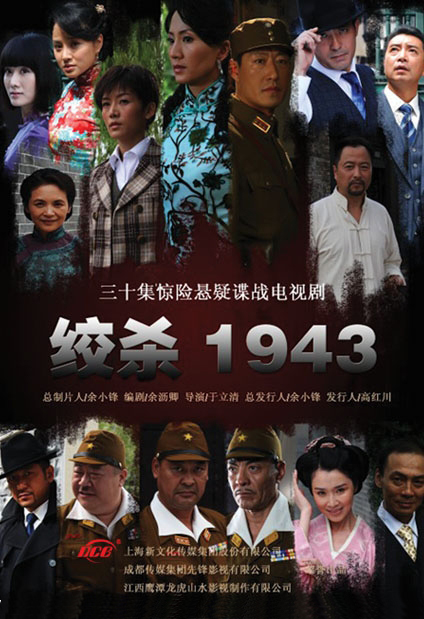 三十集惊险悬疑谍战电视剧
绞杀 1943
总制片人/余小锋 编剧/余沥卿 导演/于立清 总发行人/余小锋 发行人/高红川
NCB
上海新文化传媒集团股份有限公司
成都传媒集团先锋影视有限公司
江西鹰潭龙虎山水影视制作有限公司